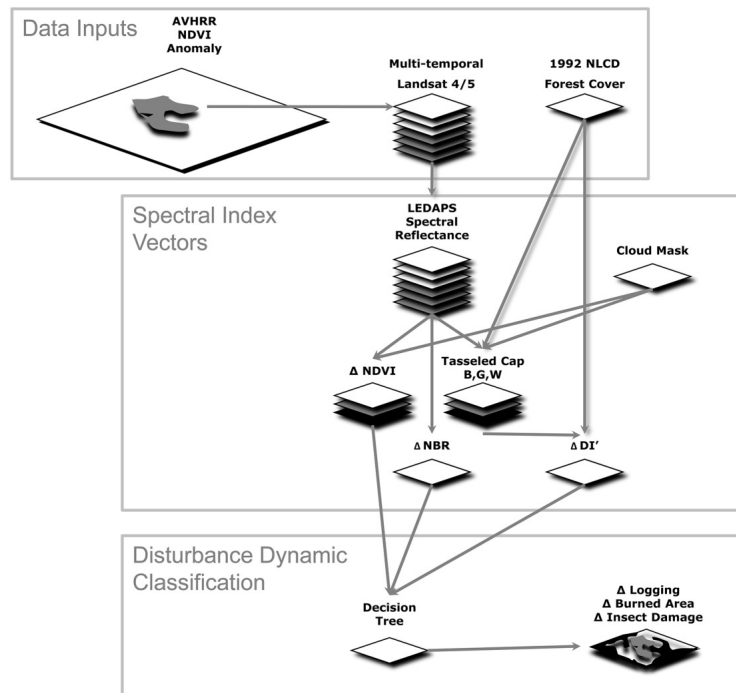 Data Inputs
AVHRR
NDVI
Anomaly
Multi-temporal
Landsat 4/5
1992 NLCD
Forest Cover
Spectral Index
Vectors
LEDAPS
Spectral
Reflectance
Cloud Mask
Δ NDVI
Tasseled Cap
B,G,W
Δ NBR
Δ DI’
Disturbance Dynamic
Classification
Decision
Tree
Δ Logging
Δ Burned Area
Δ Insect Damage